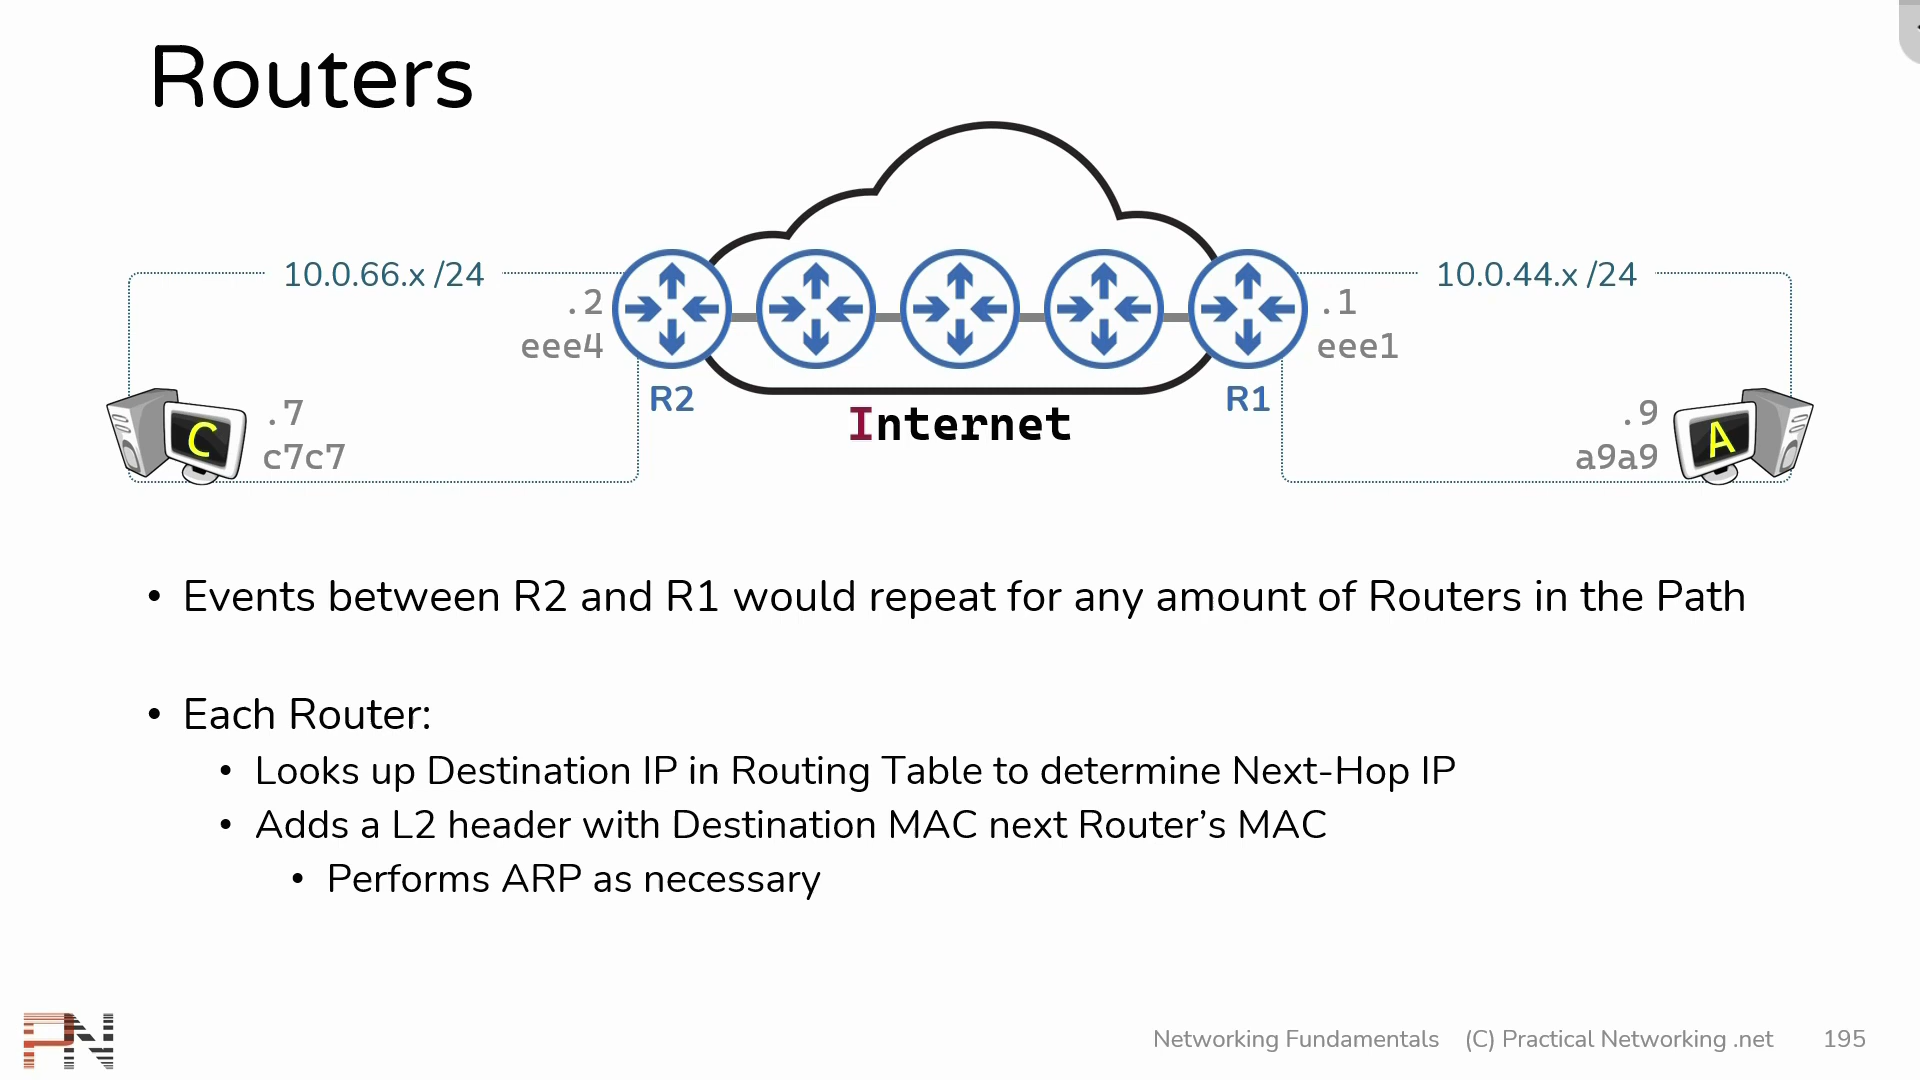 Routers
10.0.66.x /24
10.0.44.x /24
.2
eee4
.1
eee1
R2
R1
Internet
C
.7
c7c7
.9
a9a9
A
• Events between R2 and R1 would repeat for any amount of Routers in the Path
• Each Router:
• Looks up Destination IP in Routing Table to determine Next-Hop IP
• Adds a L2 header with Destination MAC next Router’s MAC
• Performs ARP as necessary
PN
Networking Fundamentals (C) Practical Networking .net 195